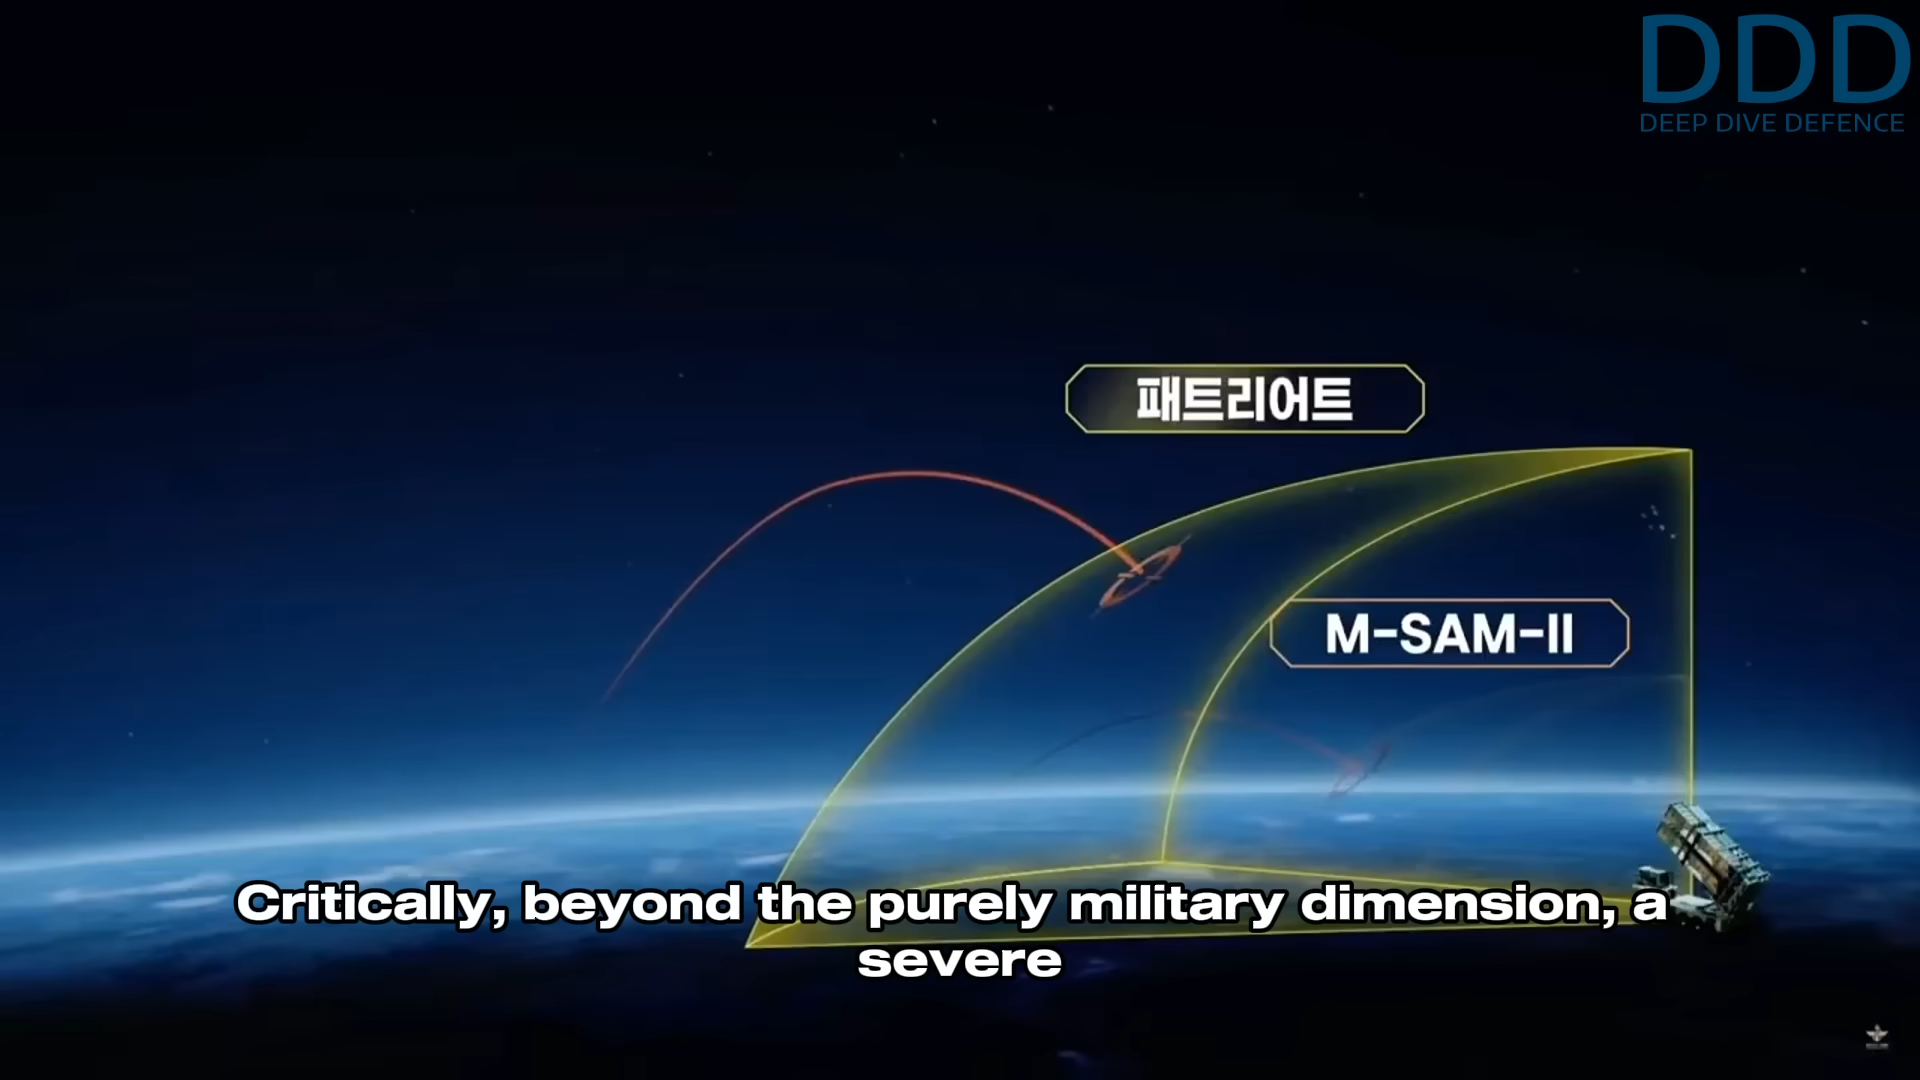 DDD
DEEP DIVE DEFENCE
패트리어트
M-SAM-II
Critically, beyond the purely military dimension, a
severe